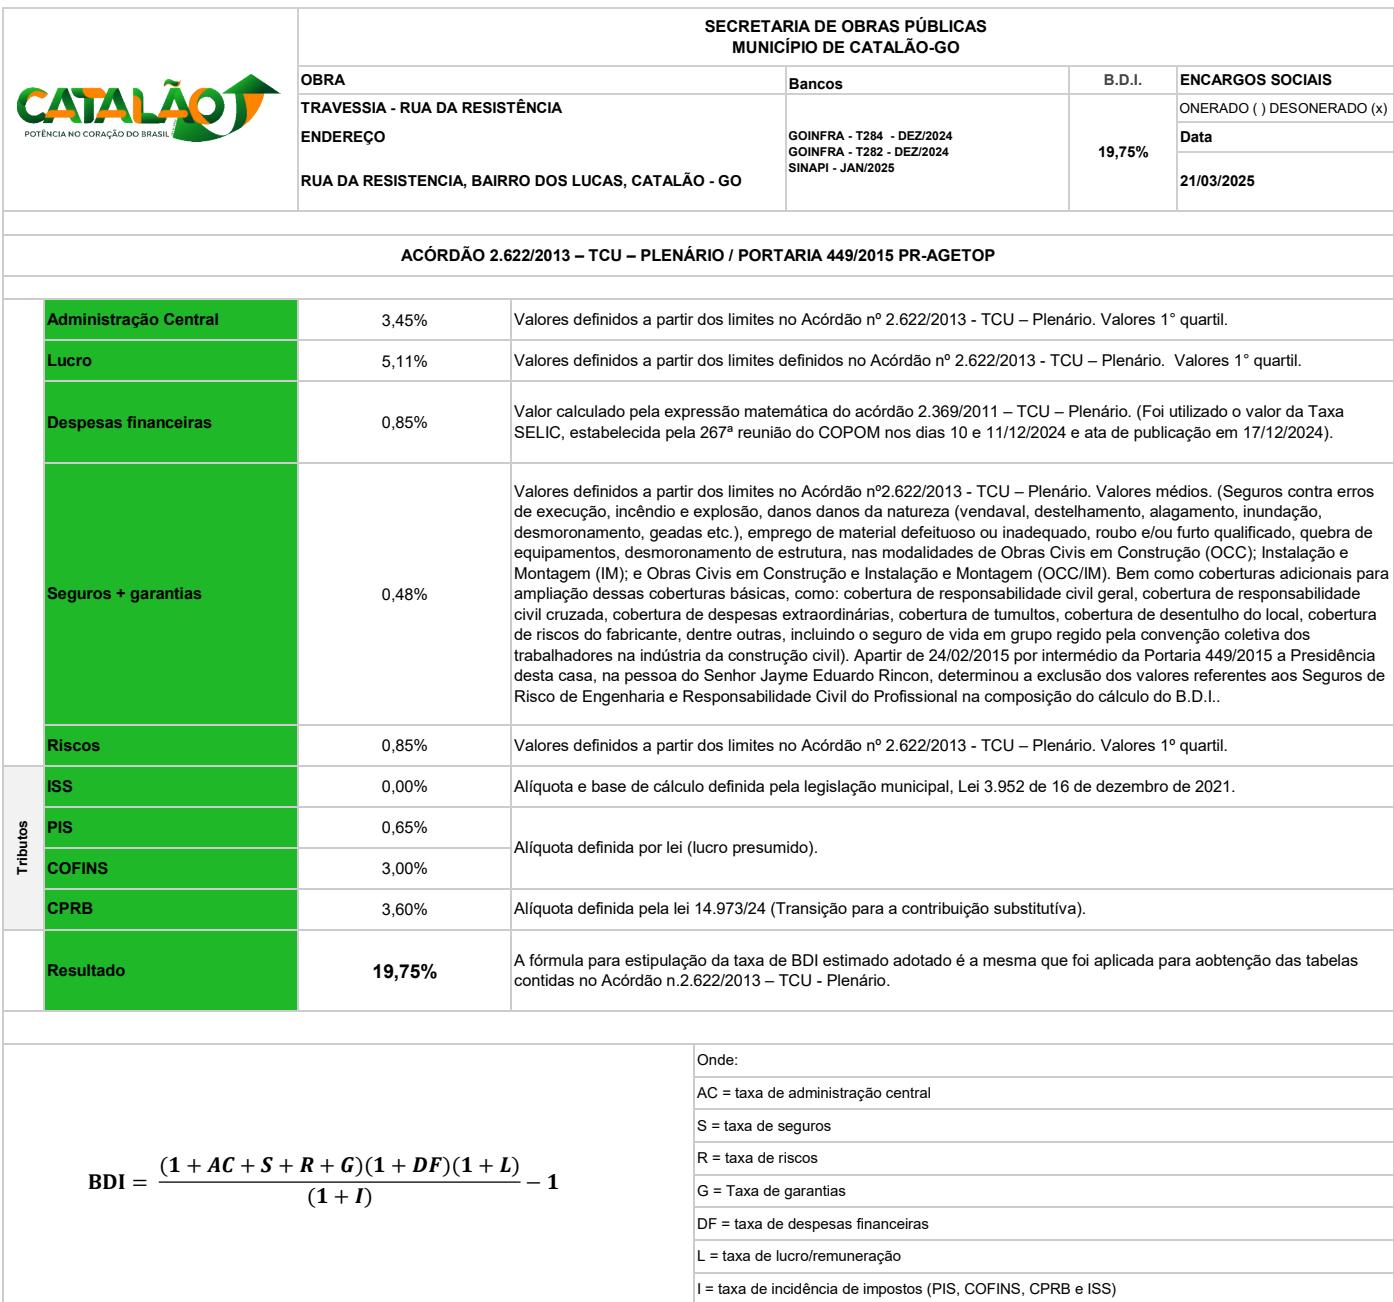 SECRETARIA DE OBRAS PÚBLICAS
MUNICÍPIO DE CATALÃO-GO
CATALÃO
POTÊNCIA NO CORAÇÃO DO BRASIL
OBRA
TRAVESSIA - RUA DA RESISTÊNCIA
ENDEREÇO
RUA DA RESISTENCIA, BAIRRO DOS LUCAS, CATALÃO - GO
Bancos
GOINFRA - T284 - DEZ/2024
GOINFRA - T282 - DEZ/2024
SINAPI - JAN/2025
B.D.I.
19,75%
ENCARGOS SOCIAIS
ONERADO ( ) DESONERADO (x)
Data
21/03/2025
ACÓRDÃO 2.622/2013 – TCU – PLENÁRIO / PORTARIA 449/2015 PR-AGETOP
Administração Central
3,45%
Valores definidos a partir dos limites no Acórdão nº 2.622/2013 - TCU – Plenário. Valores 1° quartil.
Lucro
5,11%
Valores definidos a partir dos limites definidos no Acórdão nº 2.622/2013 - TCU – Plenário. Valores 1° quartil.
Despesas financeiras
0,85%
Valor calculado pela expressão matemática do acórdão 2.369/2011 – TCU – Plenário. (Foi utilizado o valor da Taxa
SELIC, estabelecida pela 267ª reunião do COPOM nos dias 10 e 11/12/2024 e ata de publicação em 17/12/2024).
Seguros + garantias
0,48%
Valores definidos a partir dos limites no Acórdão nº2.622/2013 - TCU – Plenário. Valores médios. (Seguros contra erros
de execução, incêndio e explosão, danos danos da natureza (vendaval, destelhamento, alagamento, inundação,
desmoronamento, geadas etc.), emprego de material defeituoso ou inadequado, roubo e/ou furto qualificado, quebra de
equipamentos, desmoronamento de estrutura, nas modalidades de Obras Civis em Construção (OCC); Instalação e
Montagem (IM); e Obras Civis em Construção e Instalação e Montagem (OCC/IM). Bem como coberturas adicionais para
ampliação dessas coberturas básicas, como: cobertura de responsabilidade civil geral, cobertura de responsabilidade
civil cruzada, cobertura de despesas extraordinárias, cobertura de tumultos, cobertura de desentulho do local, cobertura
de riscos do fabricante, dentre outras, incluindo o seguro de vida em grupo regido pela convenção coletiva dos
trabalhadores na indústria da construção civil). Apartir de 24/02/2015 por intermédio da Portaria 449/2015 a Presidência
desta casa, na pessoa do Senhor Jayme Eduardo Rincon, determinou a exclusão dos valores referentes aos Seguros de
Risco de Engenharia e Responsabilidade Civil do Profissional na composição do cálculo do B.D.I..
Riscos
0,85%
Valores definidos a partir dos limites no Acórdão nº 2.622/2013 - TCU – Plenário. Valores 1º quartil.
Tributos
ISS
0,00%
Alíquota e base de cálculo definida pela legislação municipal, Lei 3.952 de 16 de dezembro de 2021.
PIS
0,65%
Alíquota definida por lei (lucro presumido).
COFINS
3,00%
CPRB
3,60%
Alíquota definida pela lei 14.973/24 (Transição para a contribuição substitutíva).
Resultado
19,75%
A fórmula para estipulação da taxa de BDI estimado adotado é a mesma que foi aplicada para aobtenção das tabelas
contidas no Acórdão n.2.622/2013 – TCU - Plenário.
BDI = (1 + AC + S + R + G)(1 + DF)(1 + L) / (1 + I) − 1
Onde:
AC = taxa de administração central
S = taxa de seguros
R = taxa de riscos
G = Taxa de garantias
DF = taxa de despesas financeiras
L = taxa de lucro/remuneração
I = taxa de incidência de impostos (PIS, COFINS, CPRB e ISS)